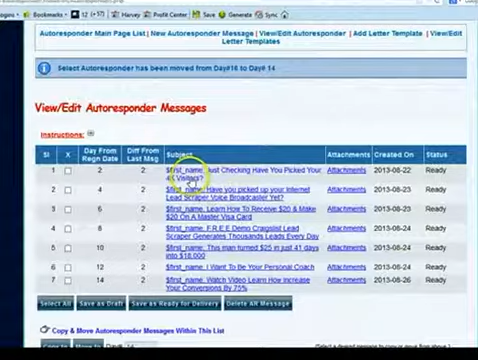 Bookmarks 12 Harvey Profit Center Save Generate Sync
Autoresponder Main Page List | New Autoresponder Message | View/Edit Autoresponder | Add Letter Template | View/Edit
Letter Templates
Select Autoresponder has been moved from Day#16 to Day# 14
View/Edit Autoresponder Messages
Instructions:
Sl X Day From Regn Date Diff From Last Msg Subject Attachments Created On Status
1 2 2 $first_name, Just Checking Have You Picked Your Visitors? Attachments 2013-08-22 Ready
2 4 2 $first_name, Have you picked up your Internet Lead Scraper Voice Broadcaster Yet? Attachments 2013-08-23 Ready
3 6 2 $first_name, Learn How To Receive $20 & Make $20 On A Master Visa Card Attachments 2013-08-23 Ready
4 8 2 $first_name, F.R.E.E Demo Craigslist Lead Scraper Generates Thousands Leads Every Day Attachments 2013-08-24 Ready
5 10 2 $first_name, This man turned $25 in just 41 days into $18,000 Attachments 2013-08-24 Ready
6 12 2 $first_name, I Want To Be Your Personal Coach Attachments 2013-08-24 Ready
7 14 2 $first_name, Watch Video Learn How Increase Your Conversions By 75% Attachments 2013-08-26 Ready
Select All Save as Draft Save as Ready for Delivery Delete AR Message
Copy & Move Autoresponder Messages Within This List